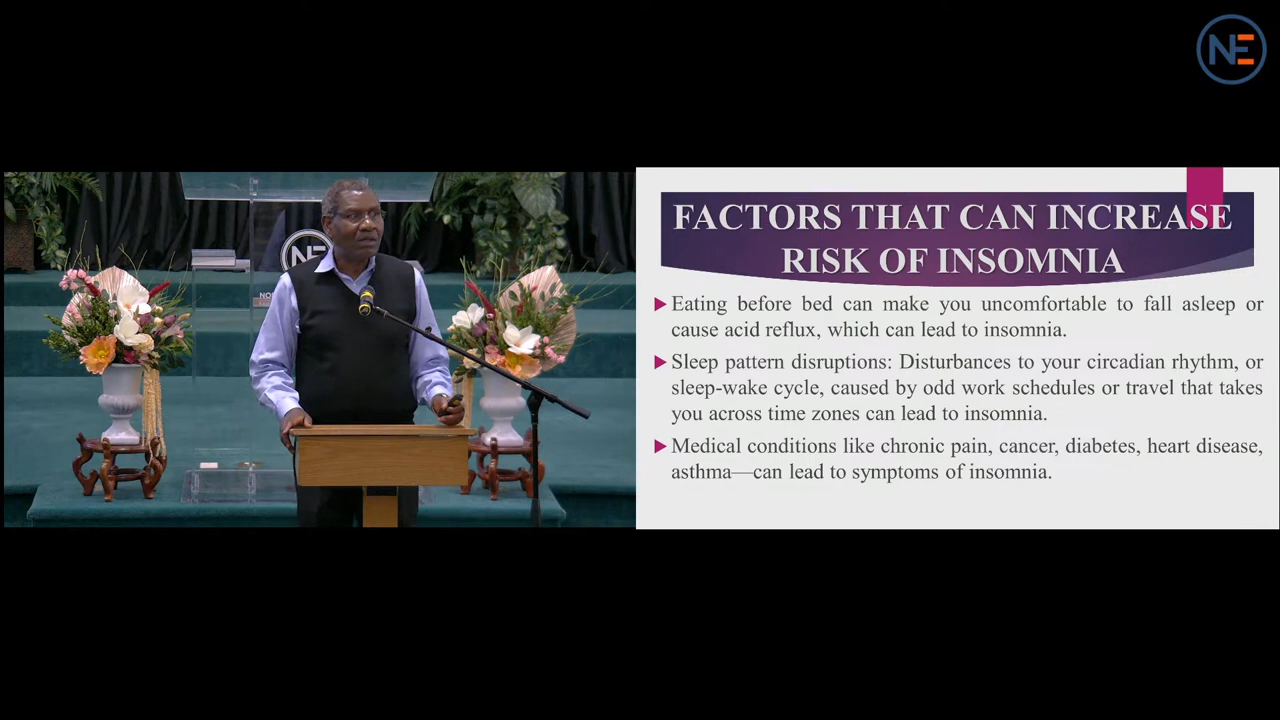 NE
FACTORS THAT CAN INCREASE
RISK OF INSOMNIA
Eating before bed can make you uncomfortable to fall asleep or
cause acid reflux, which can lead to insomnia.
Sleep pattern disruptions: Disturbances to your circadian rhythm, or
sleep-wake cycle, caused by odd work schedules or travel that takes
you across time zones can lead to insomnia.
Medical conditions like chronic pain, cancer, diabetes, heart disease,
asthma—can lead to symptoms of insomnia.
NE